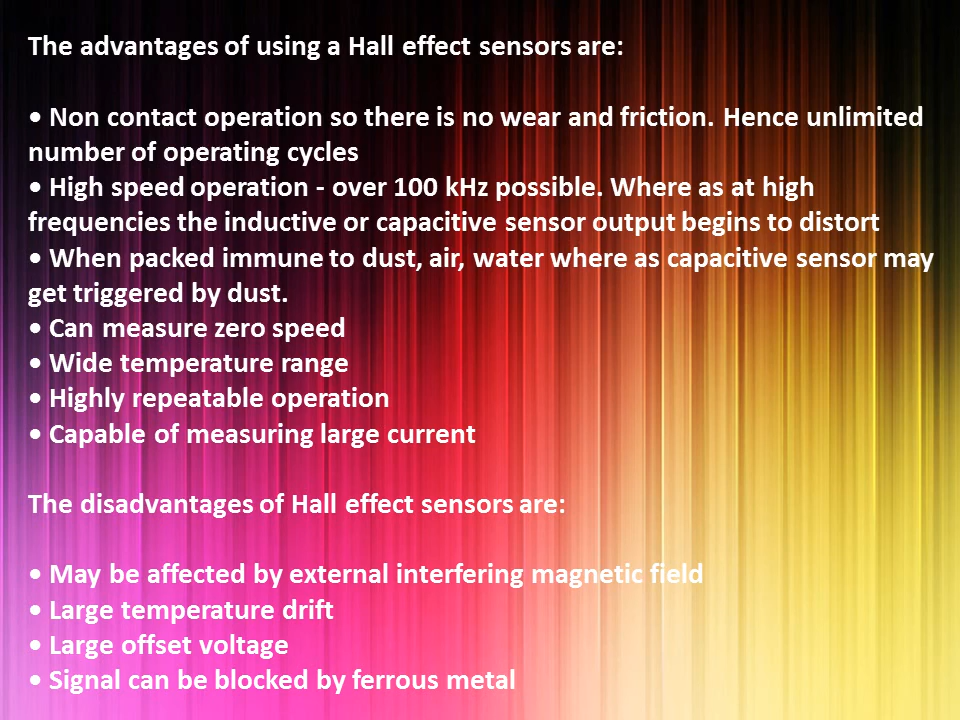 The advantages of using a Hall effect sensors are:
• Non contact operation so there is no wear and friction. Hence unlimited
number of operating cycles
• High speed operation - over 100 kHz possible. Where as at high
frequencies the inductive or capacitive sensor output begins to distort
• When packed immune to dust, air, water where as capacitive sensor may
get triggered by dust.
• Can measure zero speed
• Wide temperature range
• Highly repeatable operation
• Capable of measuring large current
The disadvantages of Hall effect sensors are:
• May be affected by external interfering magnetic field
• Large temperature drift
• Large offset voltage
• Signal can be blocked by ferrous metal